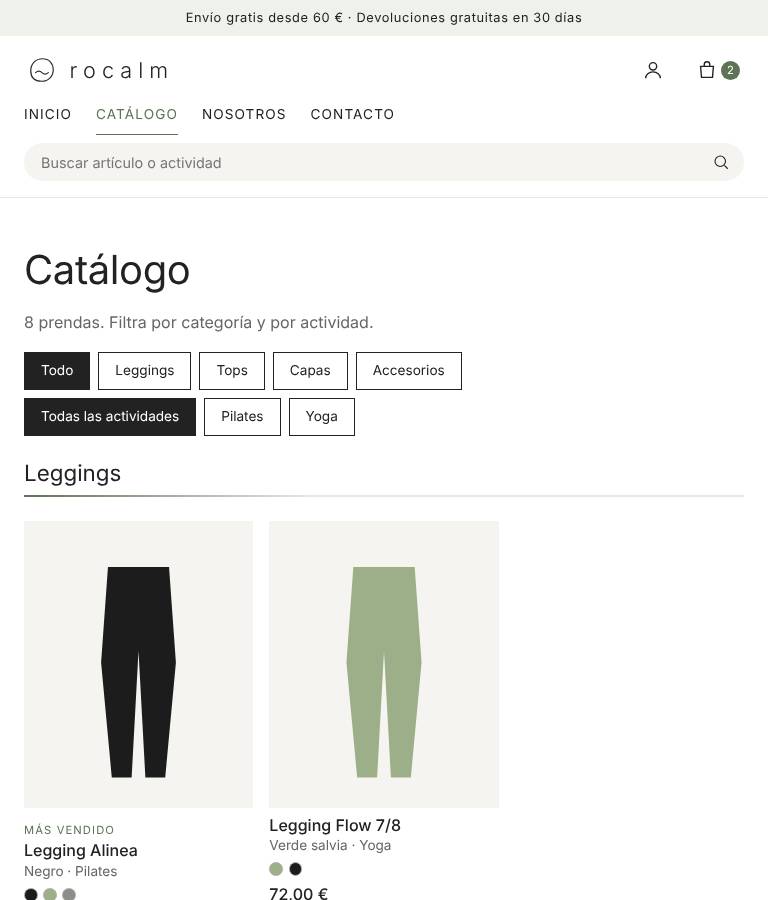 Envío gratis desde 60 € · Devoluciones gratuitas en 30 días
rocalm
2
INICIO CATÁLOGO NOSOTROS CONTACTO
Buscar artículo o actividad
Catálogo
8 prendas. Filtra por categoría y por actividad.
Todo Leggings Tops Capas Accesorios
Todas las actividades Pilates Yoga
Leggings
MÁS VENDIDO
Legging Alinea
Negro · Pilates
Legging Flow 7/8
Verde salvia · Yoga
72,00 €